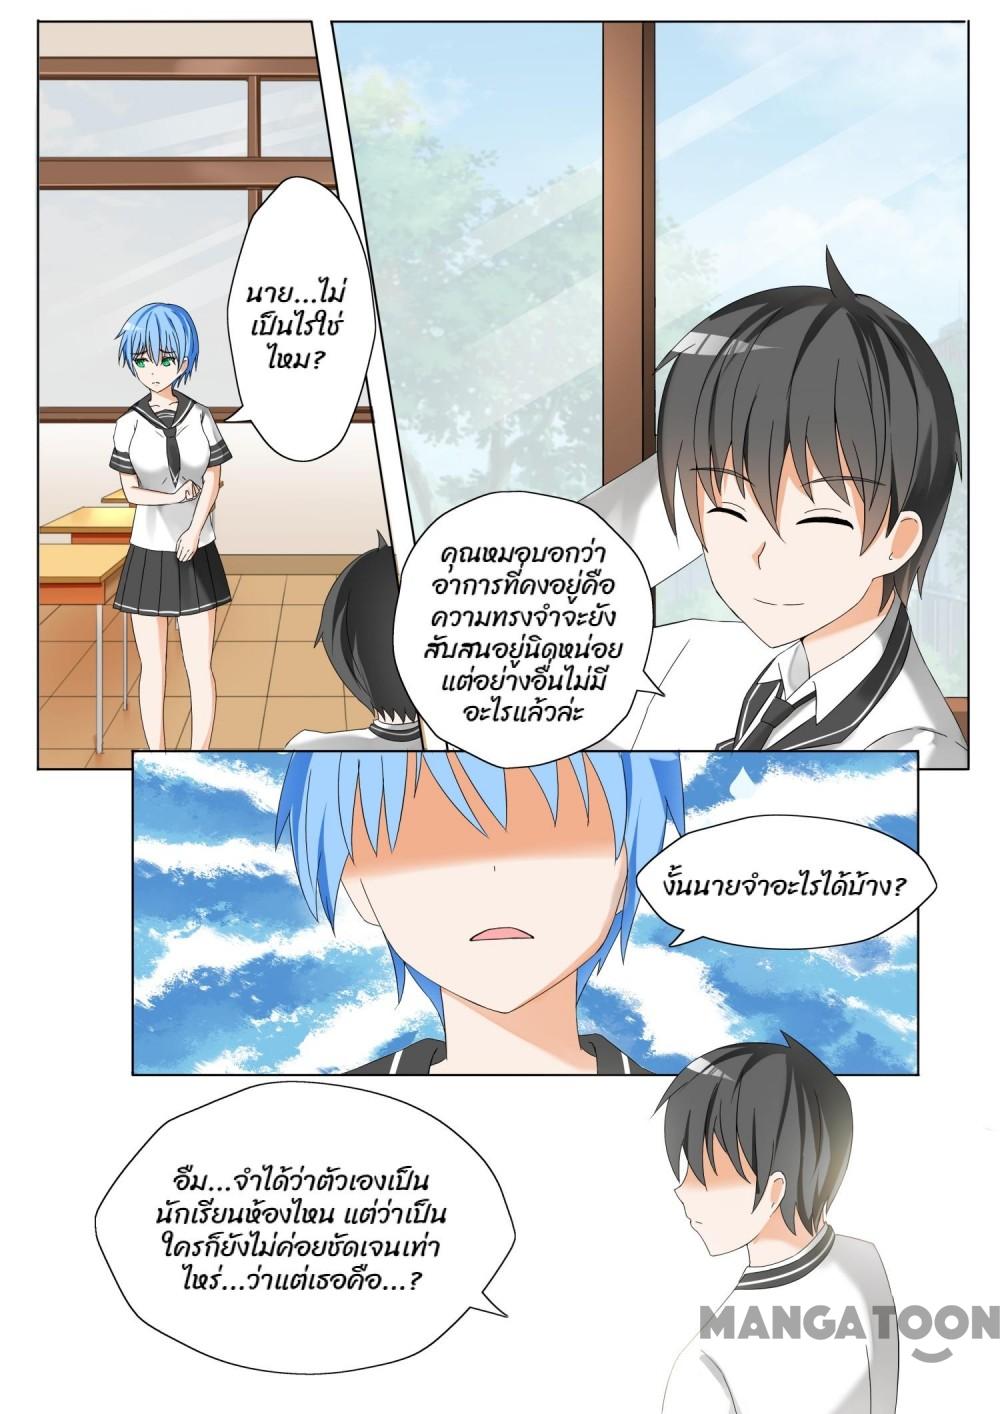 นาย...ไม่
เป็นไรใช่
ไหม?
คุณหมอบอกว่า
อาการที่คงอยู่คือ
ความทรงจำจะยัง
สับสนอยู่นิดหน่อย
แต่อย่างอื่นไม่มี
อะไรแล้วล่ะ
งั้นนายจำอะไรได้บ้าง?
อืม...จำได้ว่าตัวเองเป็น
นักเรียนห้องไหน แต่ว่าเป็น
ใครก็ยังไม่ค่อยชัดเจนเท่า
ไหร่...ว่าแต่เธอคือ...?
MANGATOON